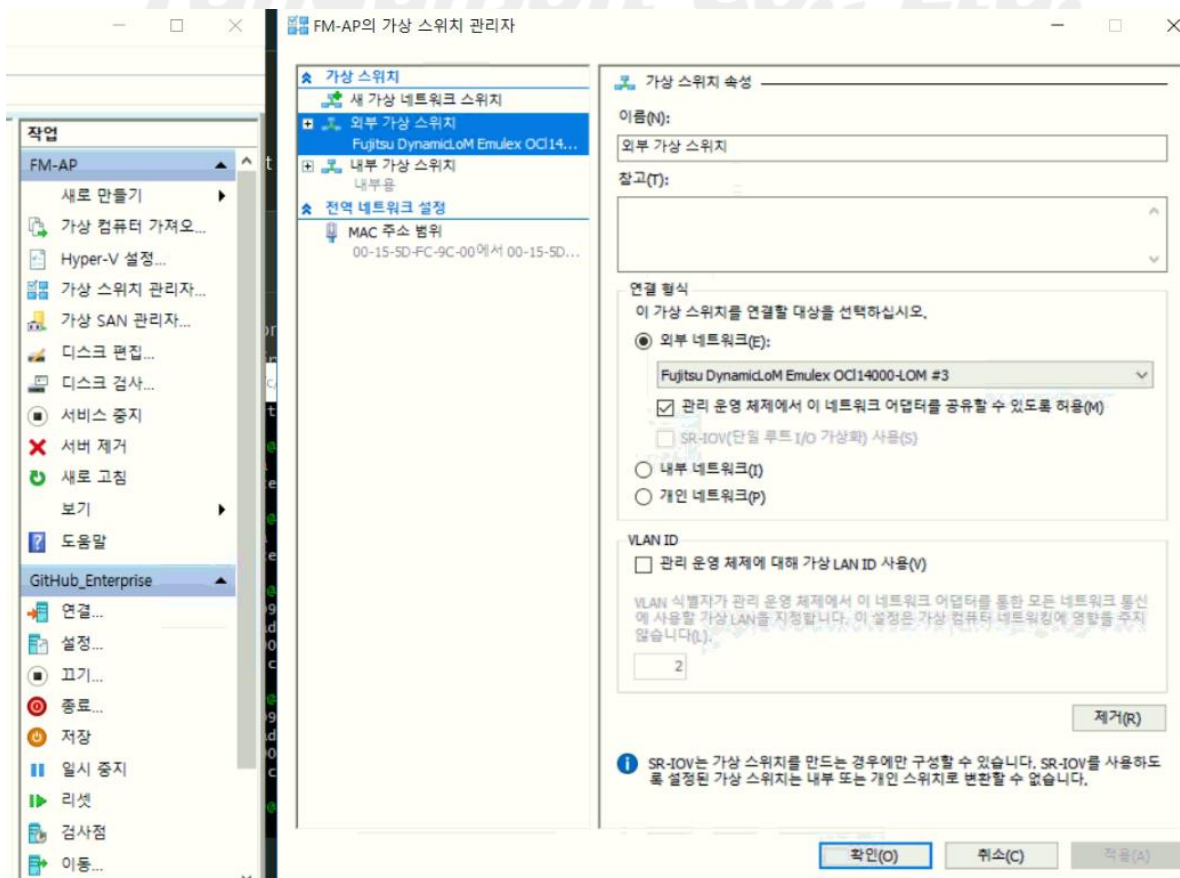 작업
FM-AP
새로 만들기
가상 컴퓨터 가져오...
Hyper-V 설정...
가상 스위치 관리자...
가상 SAN 관리자...
디스크 편집...
디스크 검사...
서비스 중지
서버 제거
새로 고침
보기
도움말
GitHub_Enterprise
연결...
설정...
끄기...
종료...
저장
일시 중지
리셋
검사점
이동...
FM-AP의 가상 스위치 관리자
가상 스위치
새 가상 네트워크 스위치
외부 가상 스위치
Fujitsu DynamicLoM Emulex OCl14...
내부 가상 스위치
내부용
전역 네트워크 설정
MAC 주소 범위
00-15-5D-FC-9C-00에서 00-15-5D...
가상 스위치 속성
이름(N):
외부 가상 스위치
참고(T):
연결 형식
이 가상 스위치를 연결할 대상을 선택하십시오.
외부 네트워크(E):
Fujitsu DynamicLoM Emulex OCl14000-LOM #3
관리 운영 체제에서 이 네트워크 어댑터를 공유할 수 있도록 허용(M)
SR-IOV(단일 루트 I/O 가상화) 사용(S)
내부 네트워크(I)
개인 네트워크(P)
VLAN ID
관리 운영 체제에 대해 가상 LAN ID 사용(V)
VLAN 식별자가 관리 운영 체제에서 이 네트워크 어댑터를 통한 모든 네트워크 통신
에 사용할 가상 LAN을 지정합니다. 이 설정은 가상 컴퓨터 네트워킹에 영향을 주지
않습니다(L).
2
제거(R)
SR-IOV는 가상 스위치를 만드는 경우에만 구성할 수 있습니다. SR-IOV를 사용하도
록 설정된 가상 스위치는 내부 또는 개인 스위치로 변환할 수 없습니다.
확인(O)
취소(C)
적용(A)